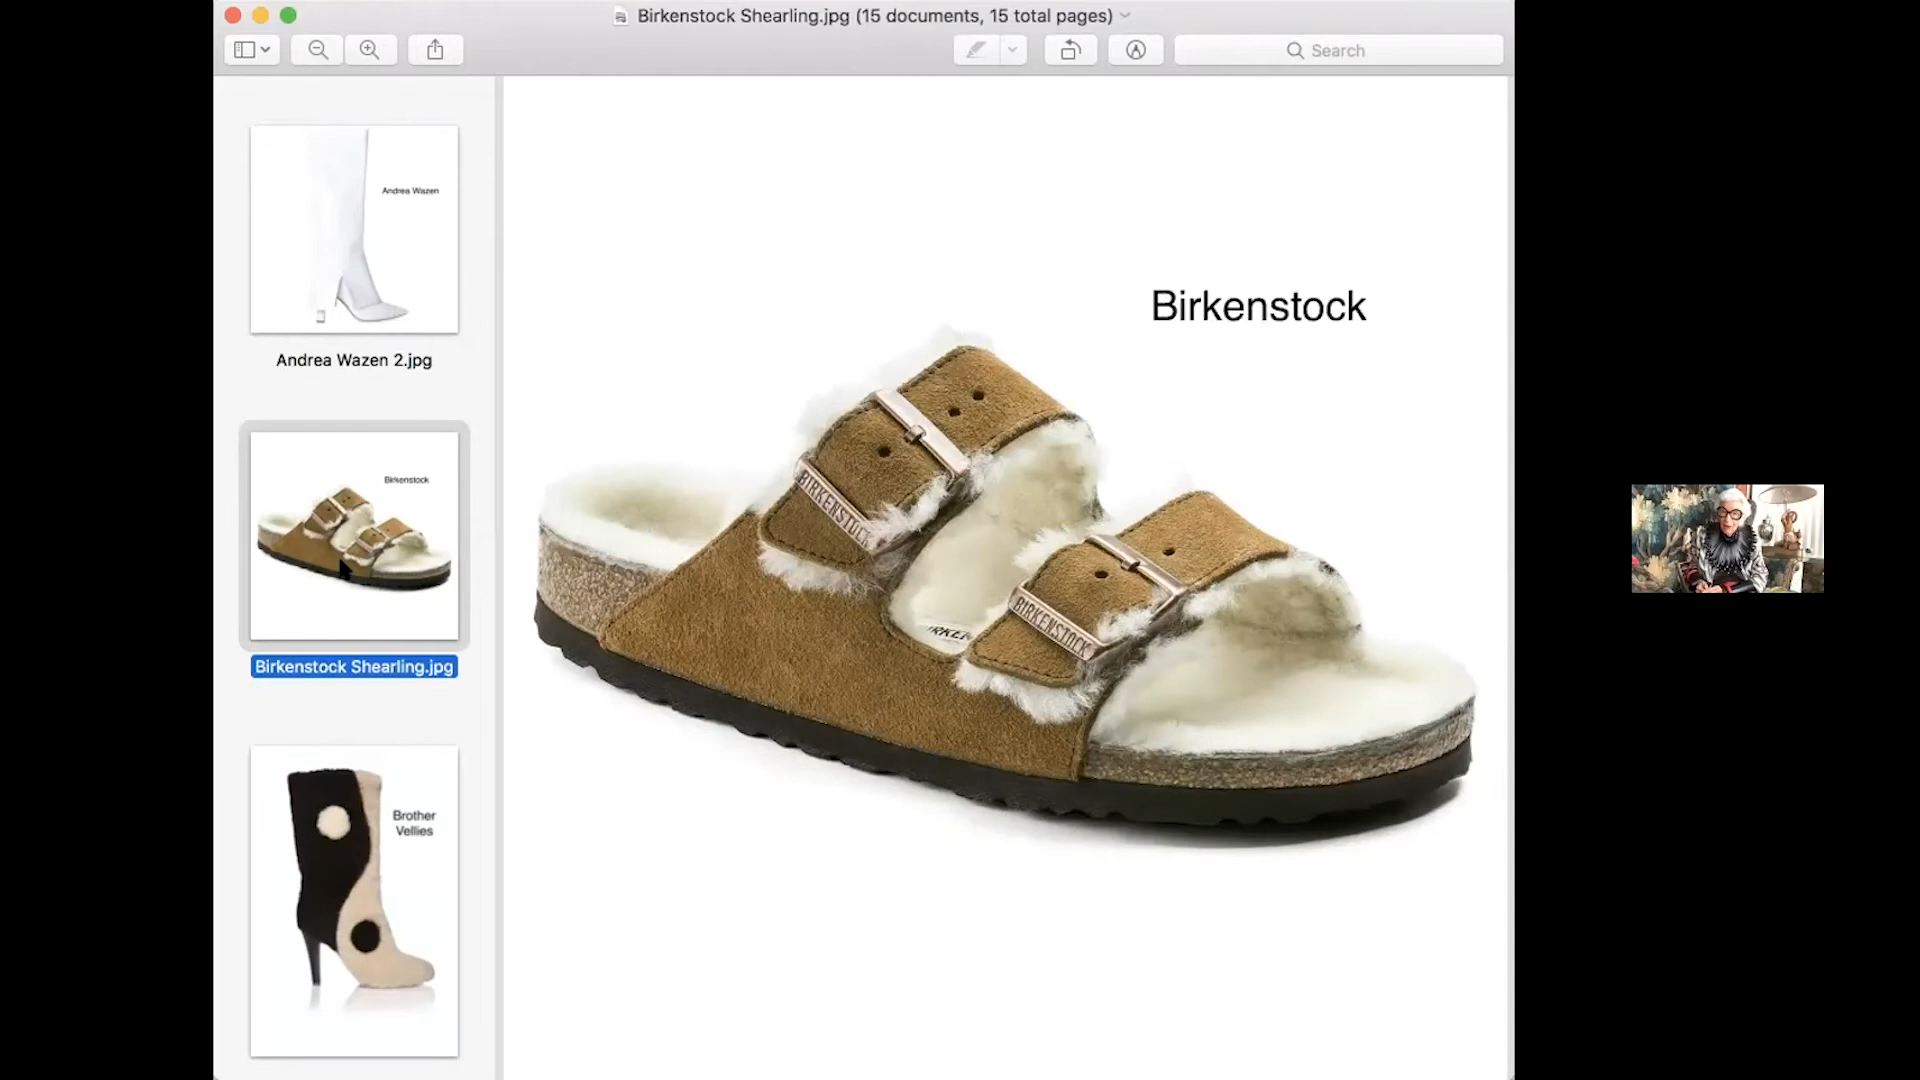 Birkenstock Shearling.jpg (15 documents, 15 total pages)
Search
Andrea Wazen
Andrea Wazen 2.jpg
Birkenstock
Birkenstock Shearling.jpg
Brother
Vellies
Birkenstock
BIRKENSTOCK
BIRKENSTOCK